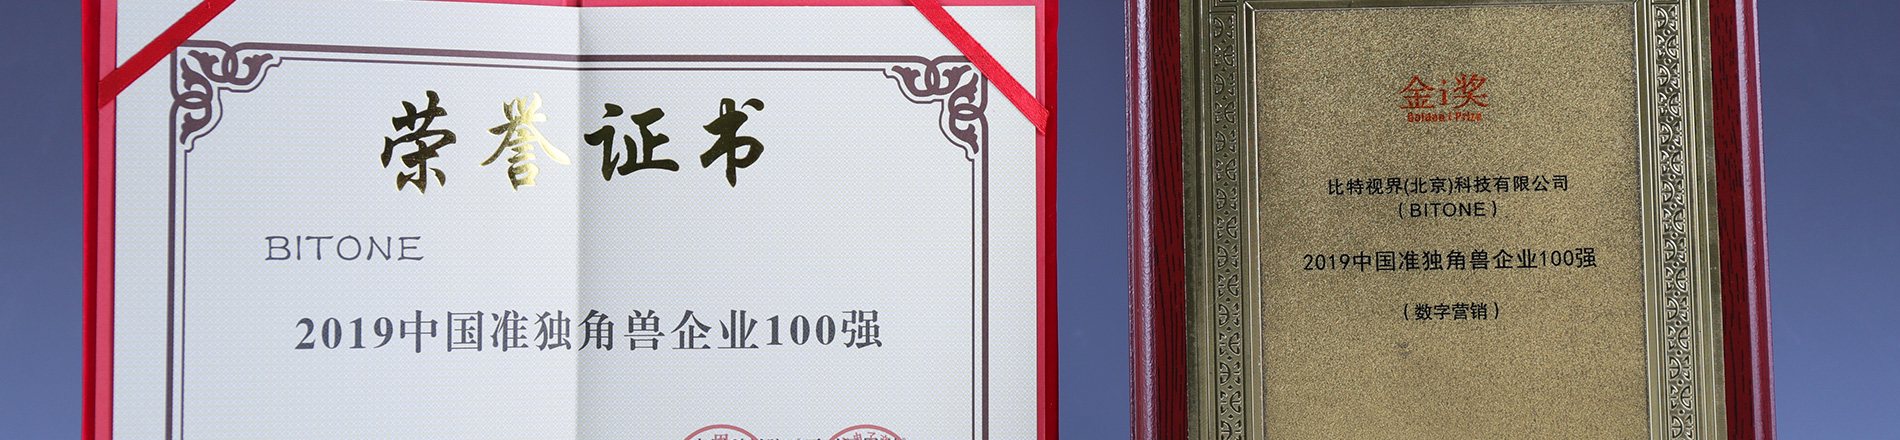 荣誉证书
BITONE
2019中国准独角兽企业100强
金i奖
Golden i Prize
比特视界(北京)科技有限公司
（BITONE）
2019中国准独角兽企业100强
（数字营销）